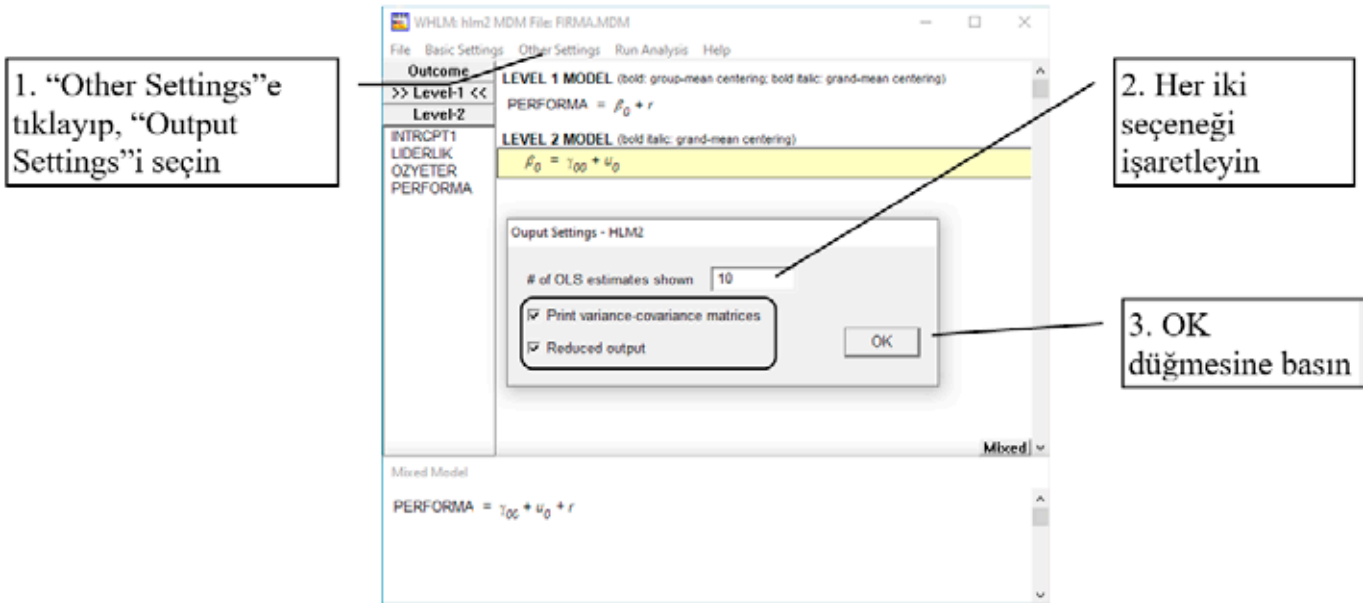 WHLM: hlm2 MDM File: FIRMA.MDM
File Basic Settings Other Settings Run Analysis Help
1. “Other Settings”e
tıklayıp, “Output
Settings”i seçin
Outcome
>> Level-1 <<
Level-2
INTRCPT1
LIDERLIK
OZYETER
PERFORMA
LEVEL 1 MODEL (bold: group-mean centering; bold italic: grand-mean centering)
PERFORMA = β0 + r
LEVEL 2 MODEL (bold italic: grand-mean centering)
β0 = γ00 + u0
2. Her iki
seçeneği
işaretleyin
Ouput Settings - HLM2
# of OLS estimates shown 10
Print variance-covariance matrices
Reduced output
OK
3. OK
düğmesine basın
Mixed
Mixed Model
PERFORMA = γ00 + u0 + r